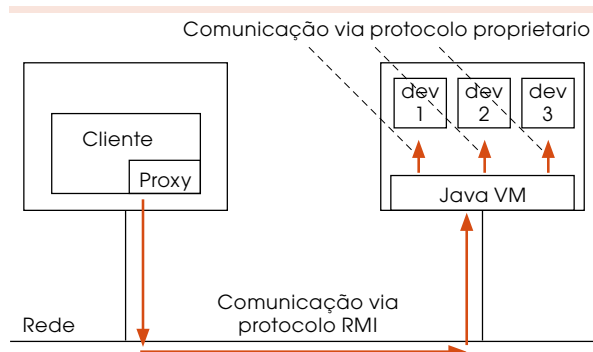 Comunicação via protocolo proprietario
dev
1
dev
2
dev
3
Cliente
Proxy
Java VM
Comunicação via
protocolo RMI
Rede